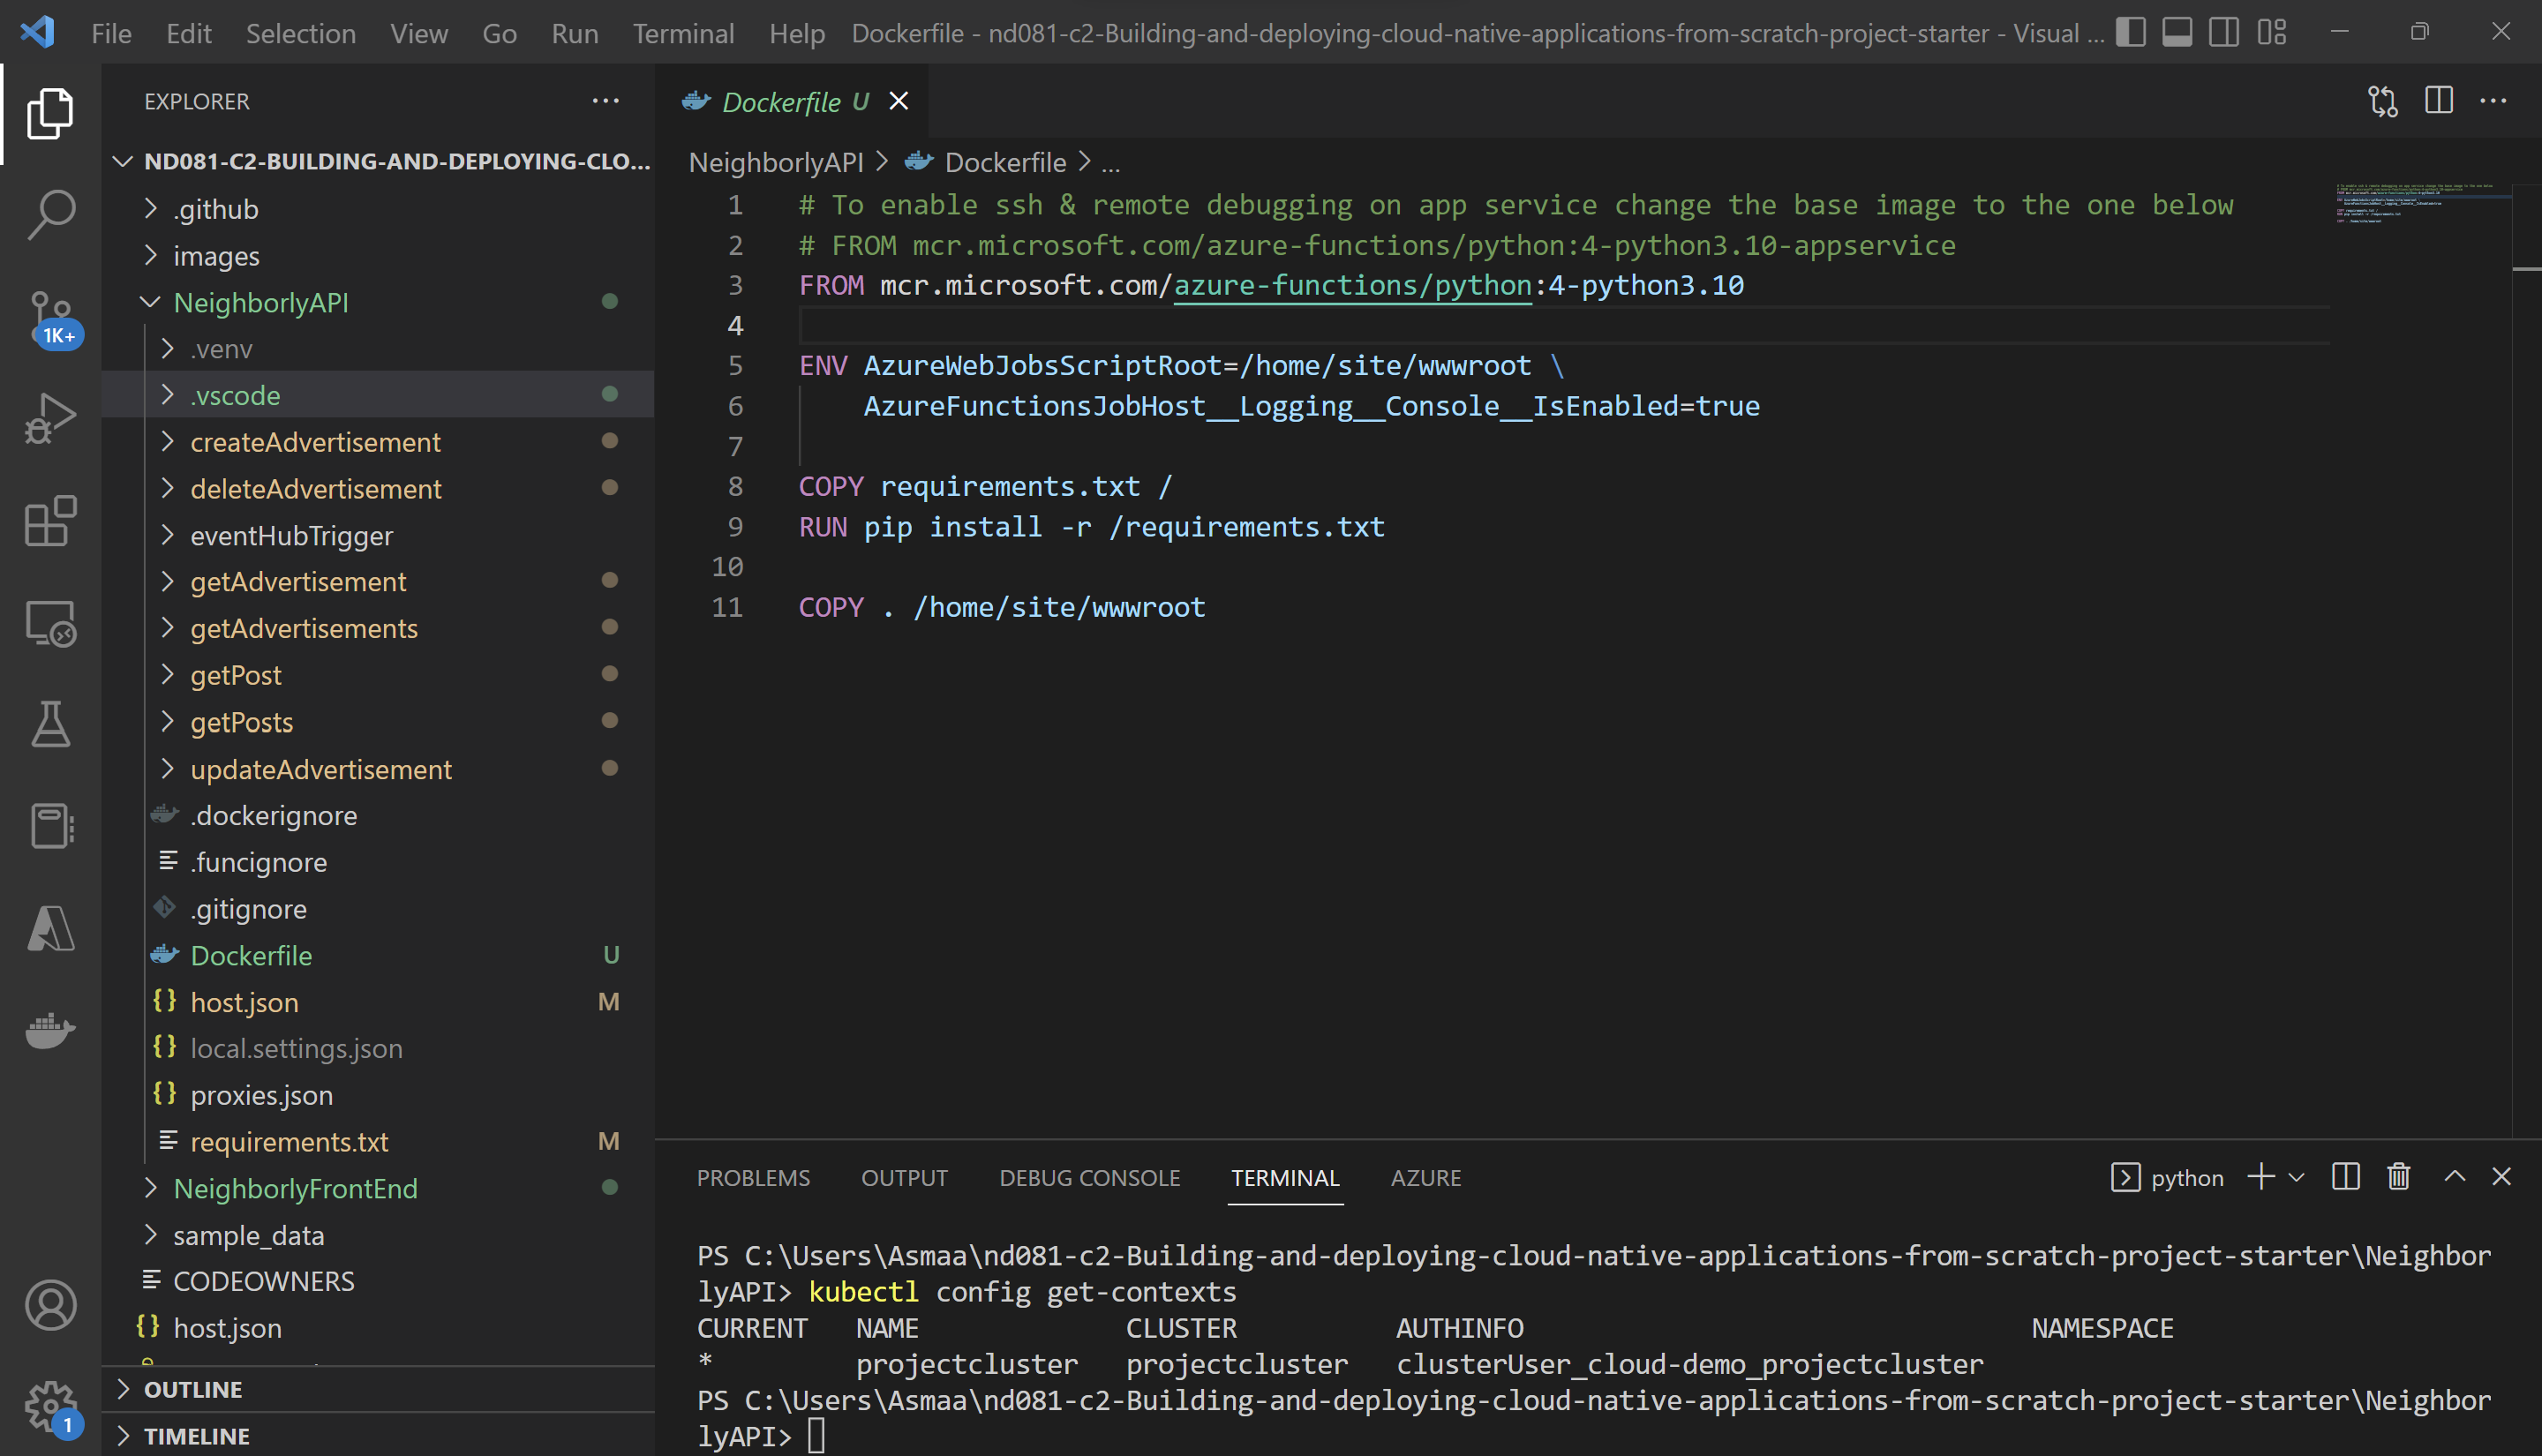 File Edit Selection View Go Run Terminal Help Dockerfile - nd081-c2-Building-and-deploying-cloud-native-applications-from-scratch-project-starter - Visual ...
EXPLORER
ND081-C2-BUILDING-AND-DEPLOYING-CLO...
.github
images
NeighborlyAPI
.venv
.vscode
createAdvertisement
deleteAdvertisement
eventHubTrigger
getAdvertisement
getAdvertisements
getPost
getPosts
updateAdvertisement
.dockerignore
.funcignore
.gitignore
Dockerfile U
host.json M
local.settings.json
proxies.json
requirements.txt M
NeighborlyFrontEnd
sample_data
CODEOWNERS
host.json
OUTLINE
TIMELINE
1K+
1
Dockerfile U
NeighborlyAPI > Dockerfile > ...
1 # To enable ssh & remote debugging on app service change the base image to the one below
2 # FROM mcr.microsoft.com/azure-functions/python:4-python3.10-appservice
3 FROM mcr.microsoft.com/azure-functions/python:4-python3.10
4
5 ENV AzureWebJobsScriptRoot=/home/site/wwwroot \
6 AzureFunctionsJobHost__Logging__Console__IsEnabled=true
7
8 COPY requirements.txt /
9 RUN pip install -r /requirements.txt
10
11 COPY . /home/site/wwwroot
PROBLEMS OUTPUT DEBUG CONSOLE TERMINAL AZURE python
PS C:\Users\Asmaa\nd081-c2-Building-and-deploying-cloud-native-applications-from-scratch-project-starter\Neighbor
lyAPI> kubectl config get-contexts
CURRENT NAME CLUSTER AUTHINFO NAMESPACE
* projectcluster projectcluster clusterUser_cloud-demo_projectcluster
PS C:\Users\Asmaa\nd081-c2-Building-and-deploying-cloud-native-applications-from-scratch-project-starter\Neighbor
lyAPI>